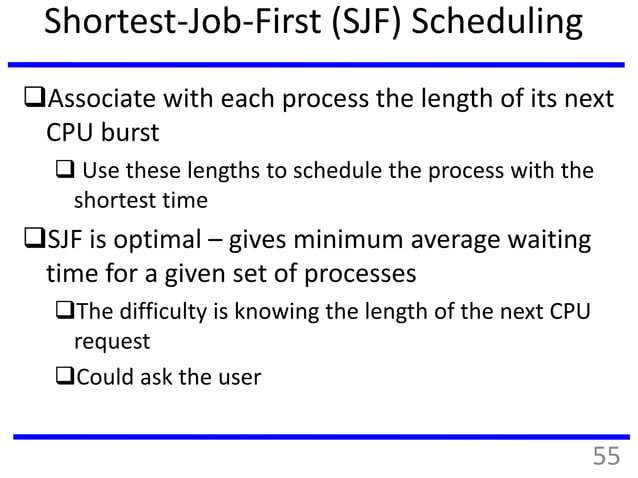 Shortest-Job-First (SJF) Scheduling
❑Associate with each process the length of its next
CPU burst
❑ Use these lengths to schedule the process with the
shortest time
❑SJF is optimal – gives minimum average waiting
time for a given set of processes
❑The difficulty is knowing the length of the next CPU
request
❑Could ask the user
55